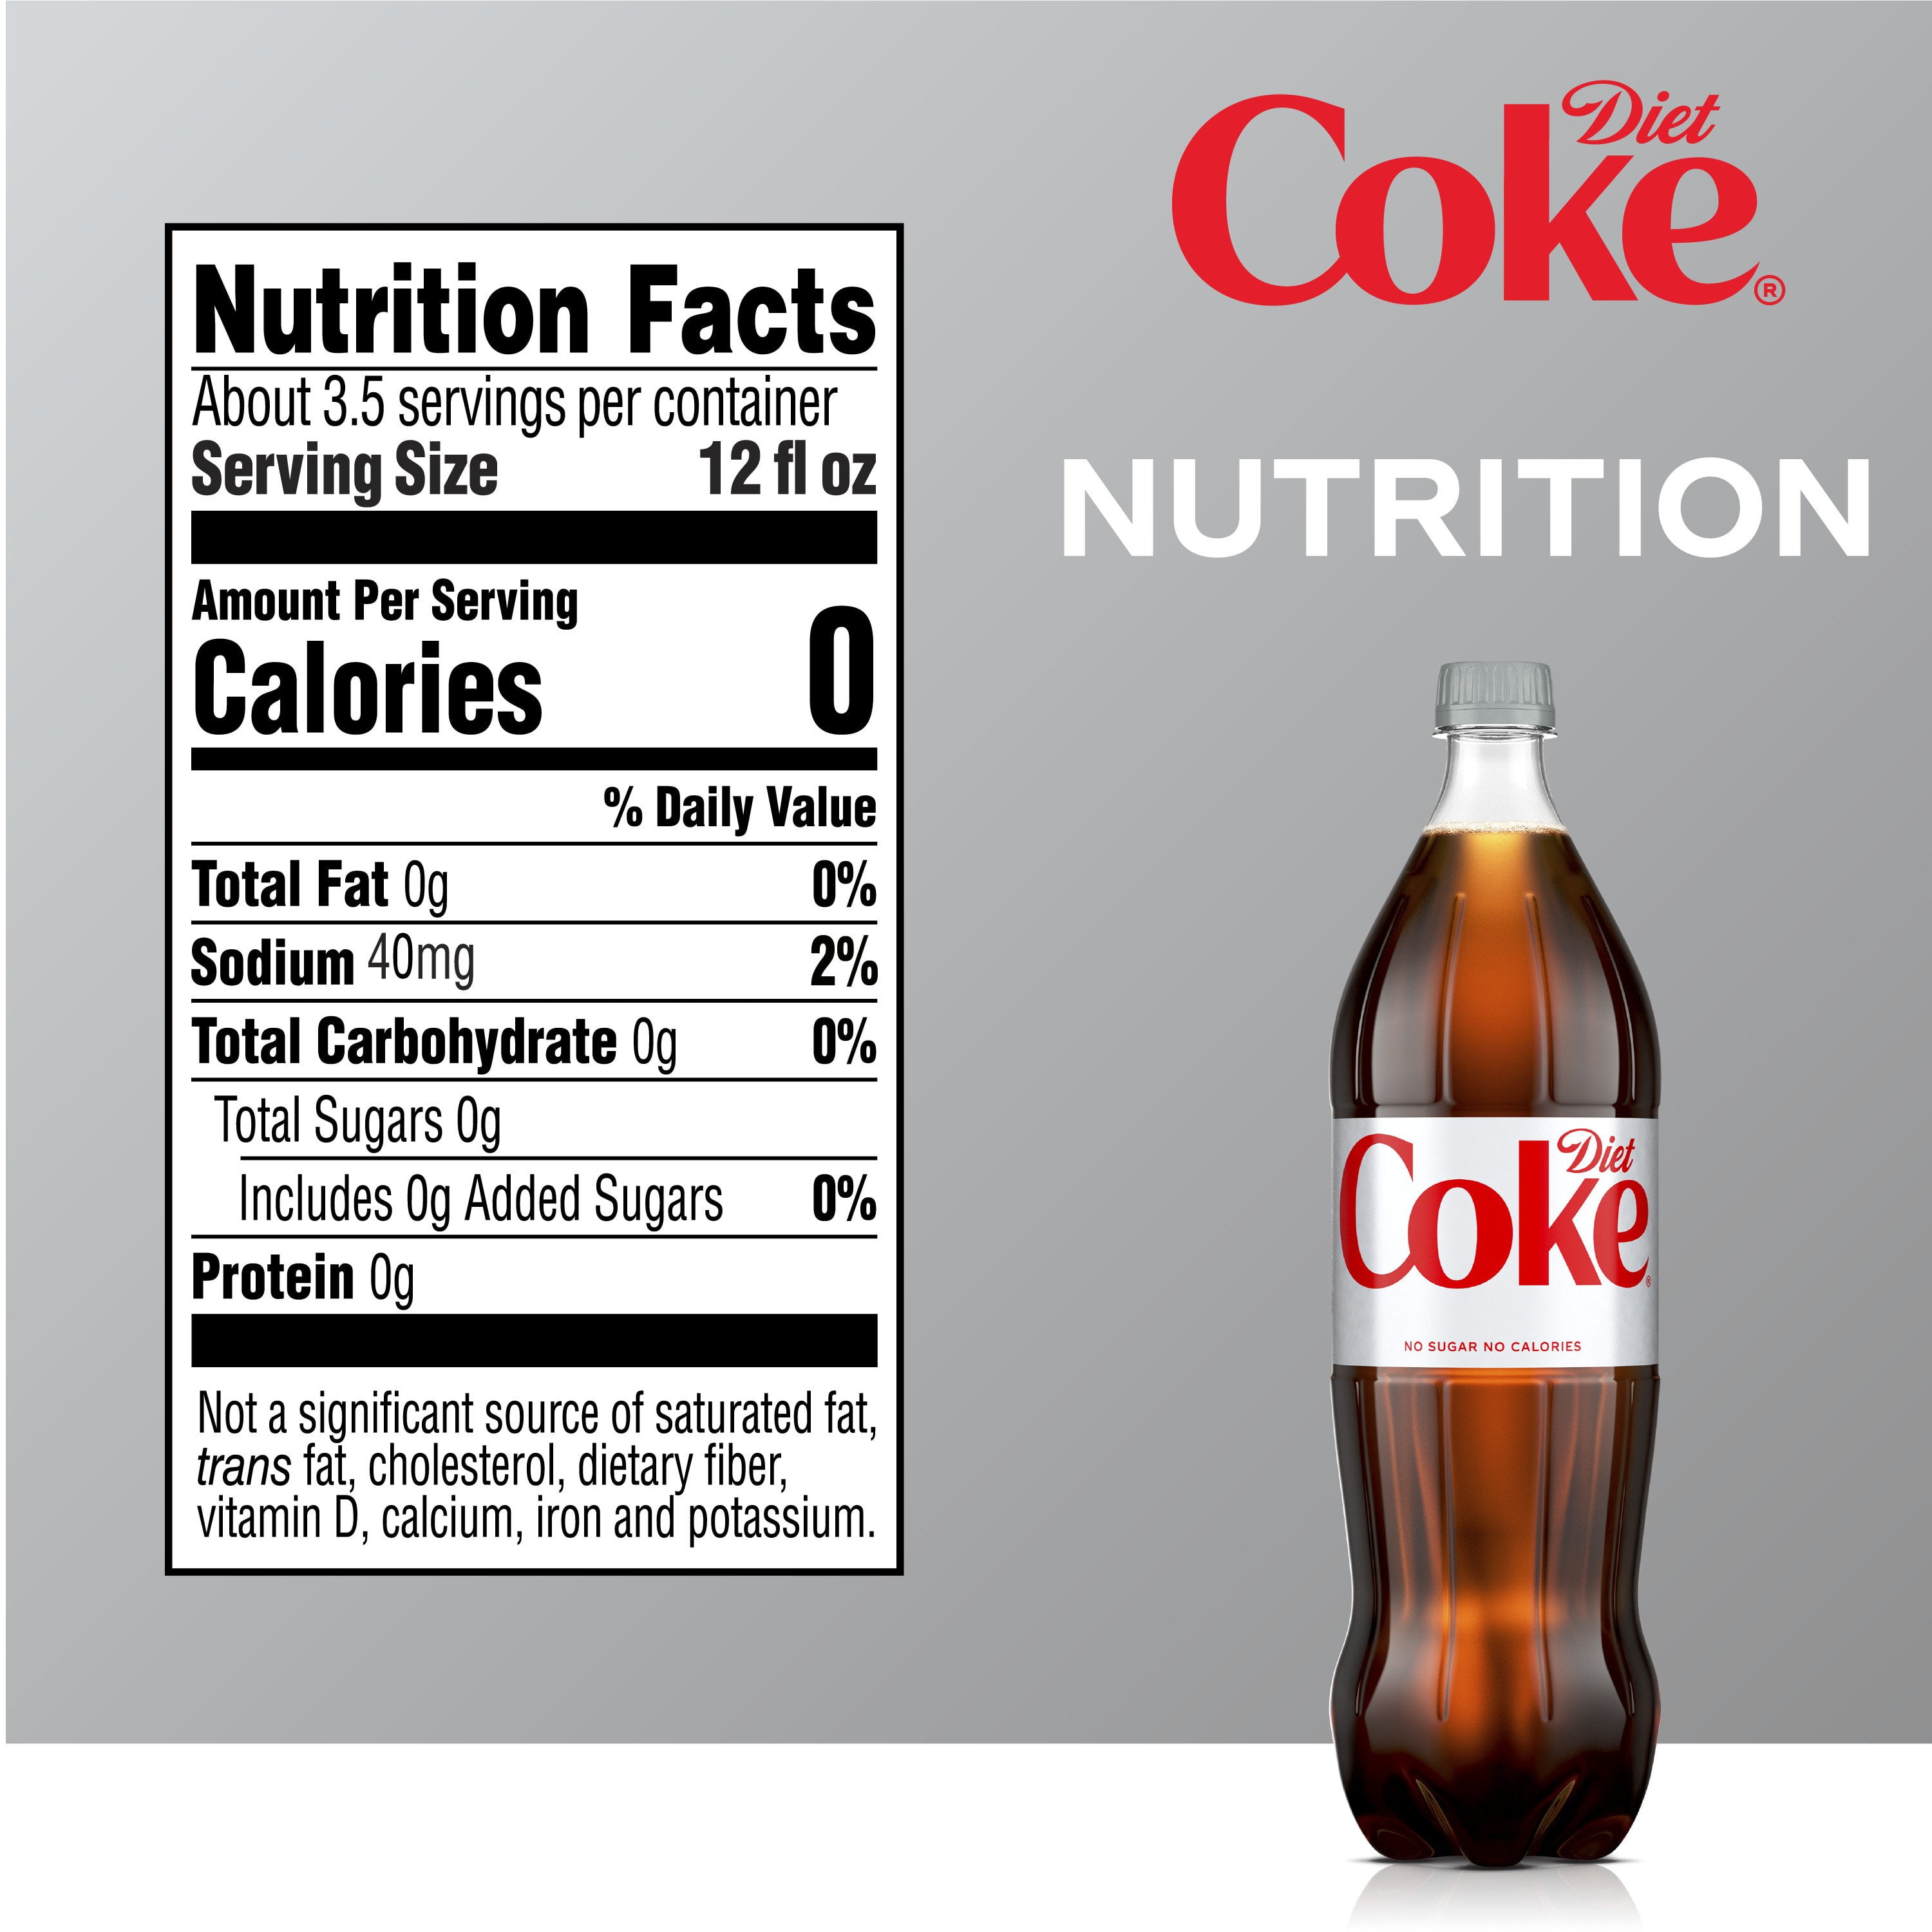 Diet
Coke®
NUTRITION
Nutrition Facts
About 3.5 servings per container
Serving Size 12 fl oz
Amount Per Serving
Calories 0
% Daily Value
Total Fat 0g 0%
Sodium 40mg 2%
Total Carbohydrate 0g 0%
Total Sugars 0g
Includes 0g Added Sugars 0%
Protein 0g
Not a significant source of saturated fat,
trans fat, cholesterol, dietary fiber,
vitamin D, calcium, iron and potassium.
Diet
Coke®
NO SUGAR NO CALORIES